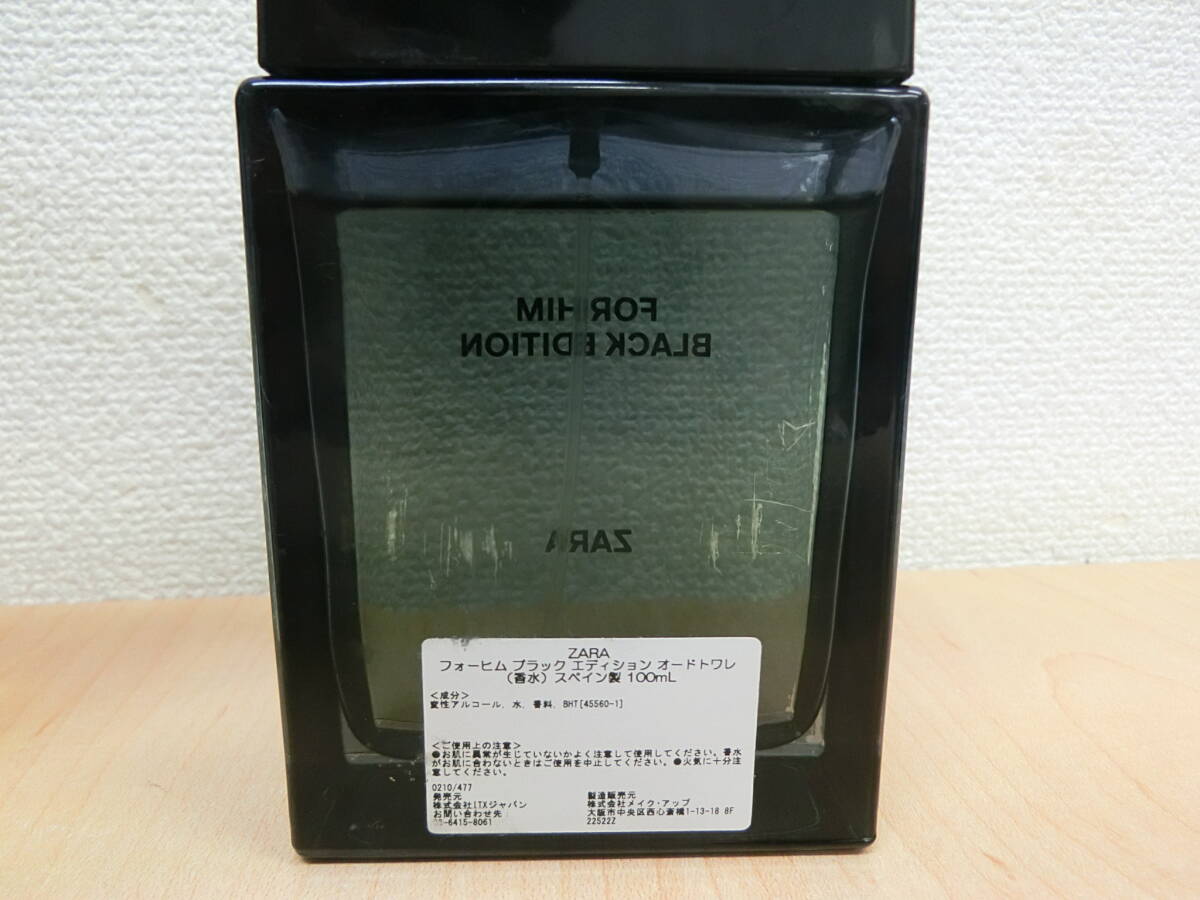 FOR HIM
BLACK EDITION
ZARA
ZARA
フォーヒム ブラック エディション オードトワレ
(香水) スペイン製 100mL
<成分>
変性アルコール, 水, 香料, BHT[45560-1]
<ご使用上の注意>
●お肌に異常が生じていないかよく注意して使用してください。香水
がお肌に合わないときはご使用を中止してください。●火気に十分注
意してください。
0210/477
発売元
株式会社ITXジャパン
お問い合わせ先
03-6415-8061
製造販売元
株式会社メイク・アップ
大阪市中央区西心斎橋1-13-18 8F
22522Z